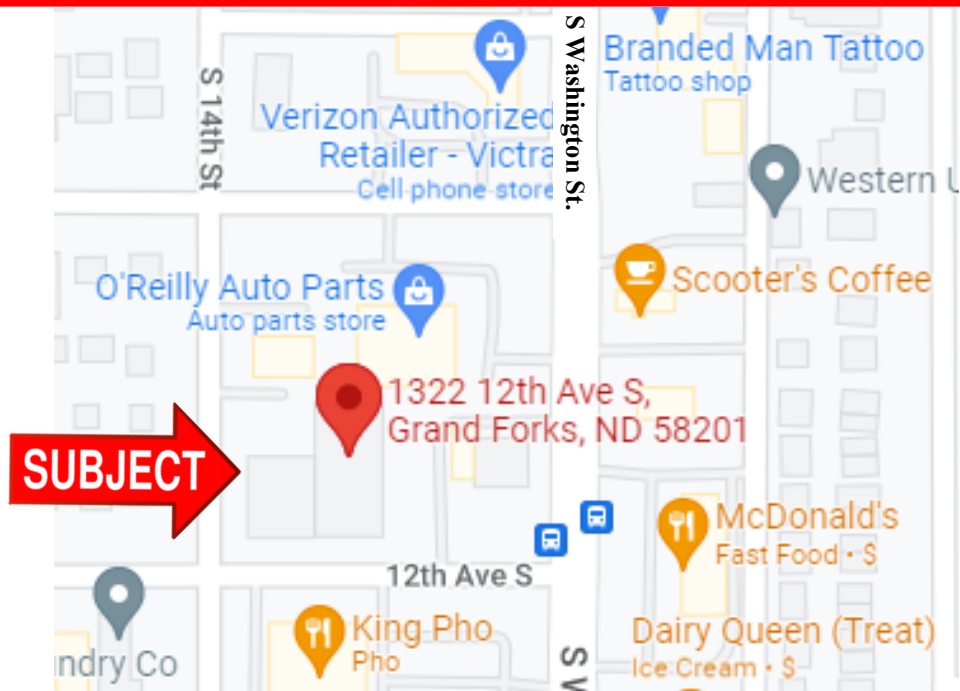 S Washington St.
Branded Man Tattoo
Tattoo shop
S 14th St
Verizon Authorized
Retailer - Victra
Cell phone store
Western U
O'Reilly Auto Parts
Auto parts store
Scooter's Coffee
1322 12th Ave S,
Grand Forks, ND 58201
SUBJECT
McDonald's
Fast Food · $
12th Ave S
King Pho
Pho
Dairy Queen (Treat)
Ice Cream · $
ndry Co
S